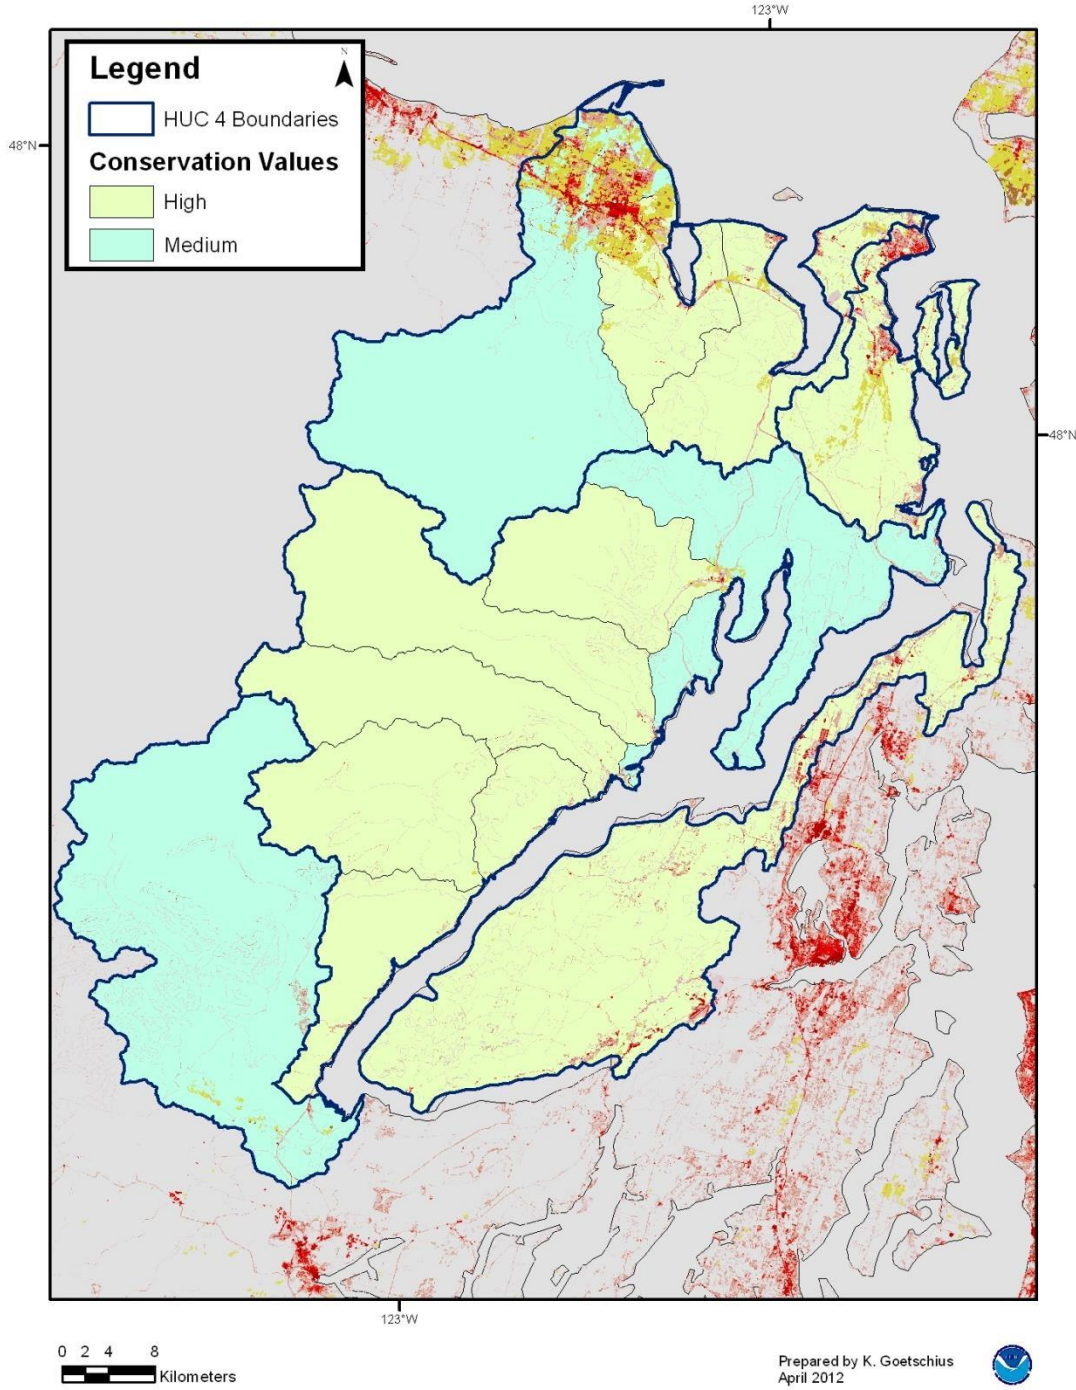 123°W
Legend
N
HUC 4 Boundaries
48°N
Conservation Values
High
Medium
48°N
123°W
0 2 4 8
Kilometers
Prepared by K. Goetschius
April 2012